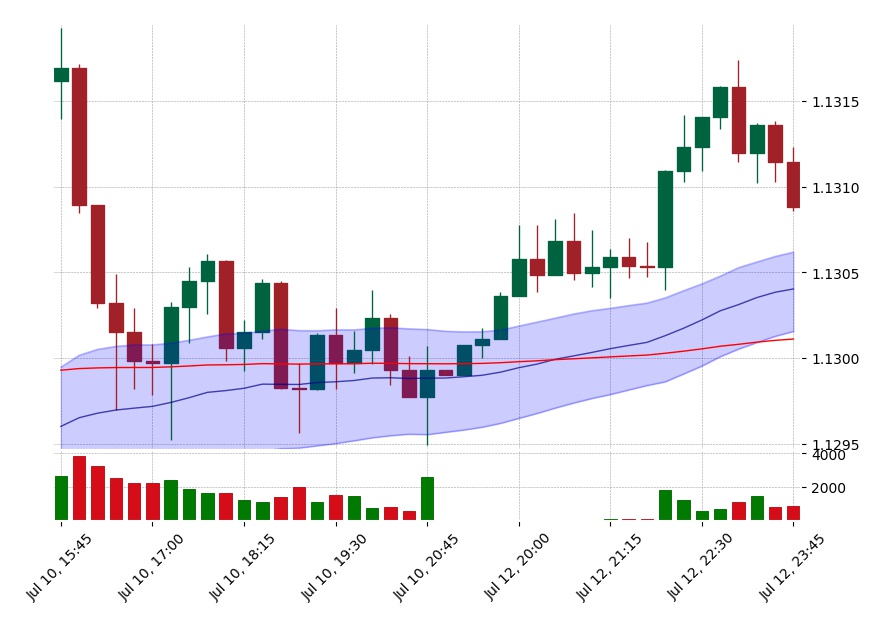 1.1315
1.1310
1.1305
1.1300
1.1295
4000
2000
Jul 10, 15:45
Jul 10, 17:00
Jul 10, 18:15
Jul 10, 19:30
Jul 10, 20:45
Jul 12, 20:00
Jul 12, 21:15
Jul 12, 22:30
Jul 12, 23:45